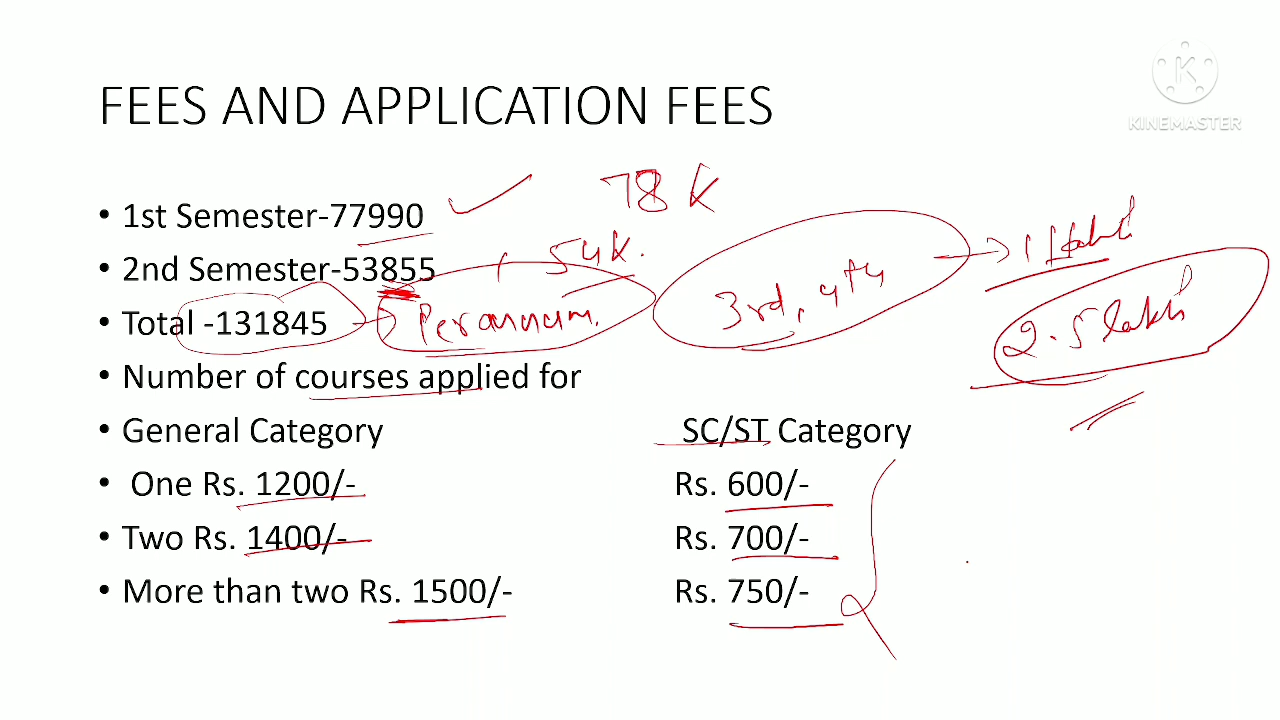 FEES AND APPLICATION FEES
KINEMASTER
• 1st Semester-77990
78 K
• 2nd Semester-53855
54K.
• Total -131845
Per annum.
3rd, 4th
1 lakh
2.5 lakh
• Number of courses applied for
• General Category SC/ST Category
• One Rs. 1200/- Rs. 600/-
• Two Rs. 1400/- Rs. 700/-
• More than two Rs. 1500/- Rs. 750/-